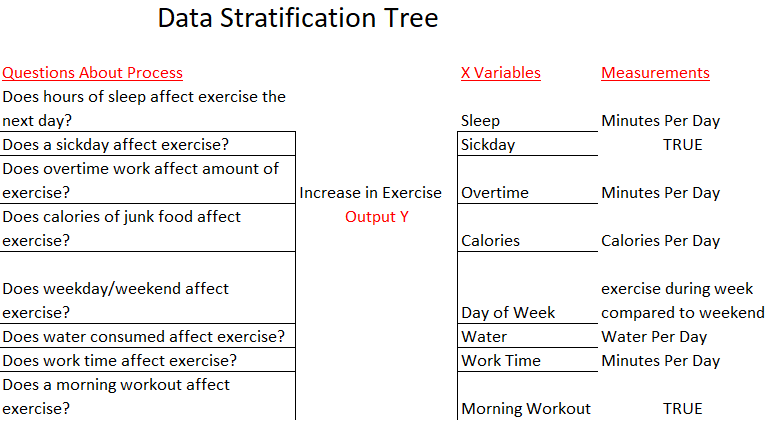 Data Stratification Tree
Questions About Process X Variables Measurements
Does hours of sleep affect exercise the
next day? Sleep Minutes Per Day
Does a sickday affect exercise? Sickday TRUE
Does overtime work affect amount of
exercise? Increase in Exercise Overtime Minutes Per Day
Does calories of junk food affect Output Y
exercise? Calories Calories Per Day
Does weekday/weekend affect exercise during week
exercise? Day of Week compared to weekend
Does water consumed affect exercise? Water Water Per Day
Does work time affect exercise? Work Time Minutes Per Day
Does a morning workout affect
exercise? Morning Workout TRUE